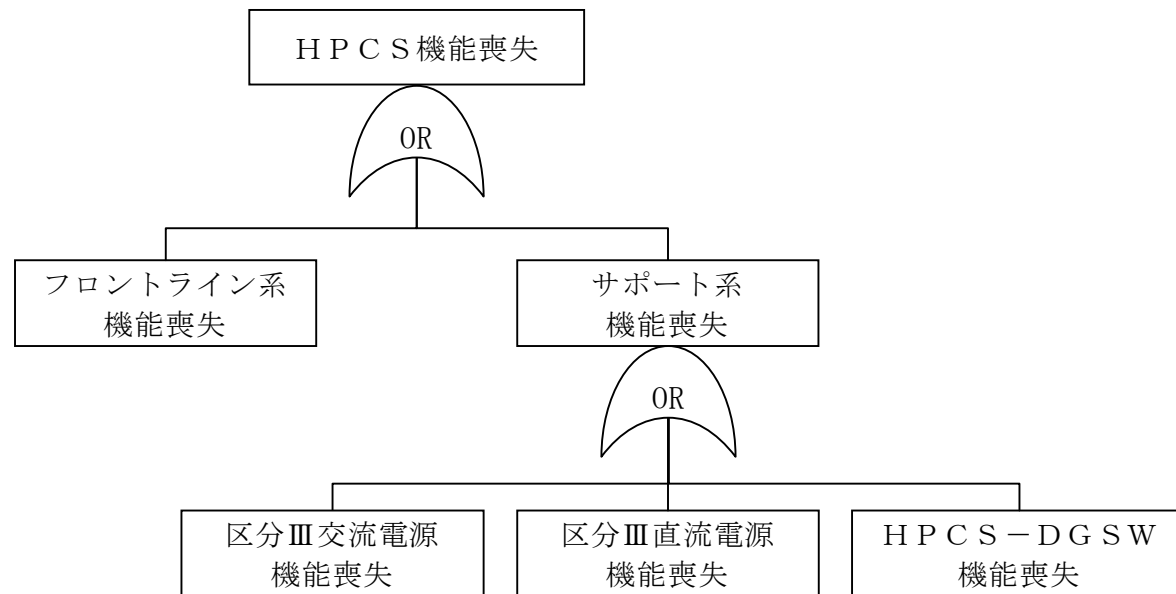 ＨＰＣＳ機能喪失
OR
フロントライン系
機能喪失
サポート系
機能喪失
OR
区分Ⅲ交流電源
機能喪失
区分Ⅲ直流電源
機能喪失
ＨＰＣＳ－ＤＧＳＷ
機能喪失